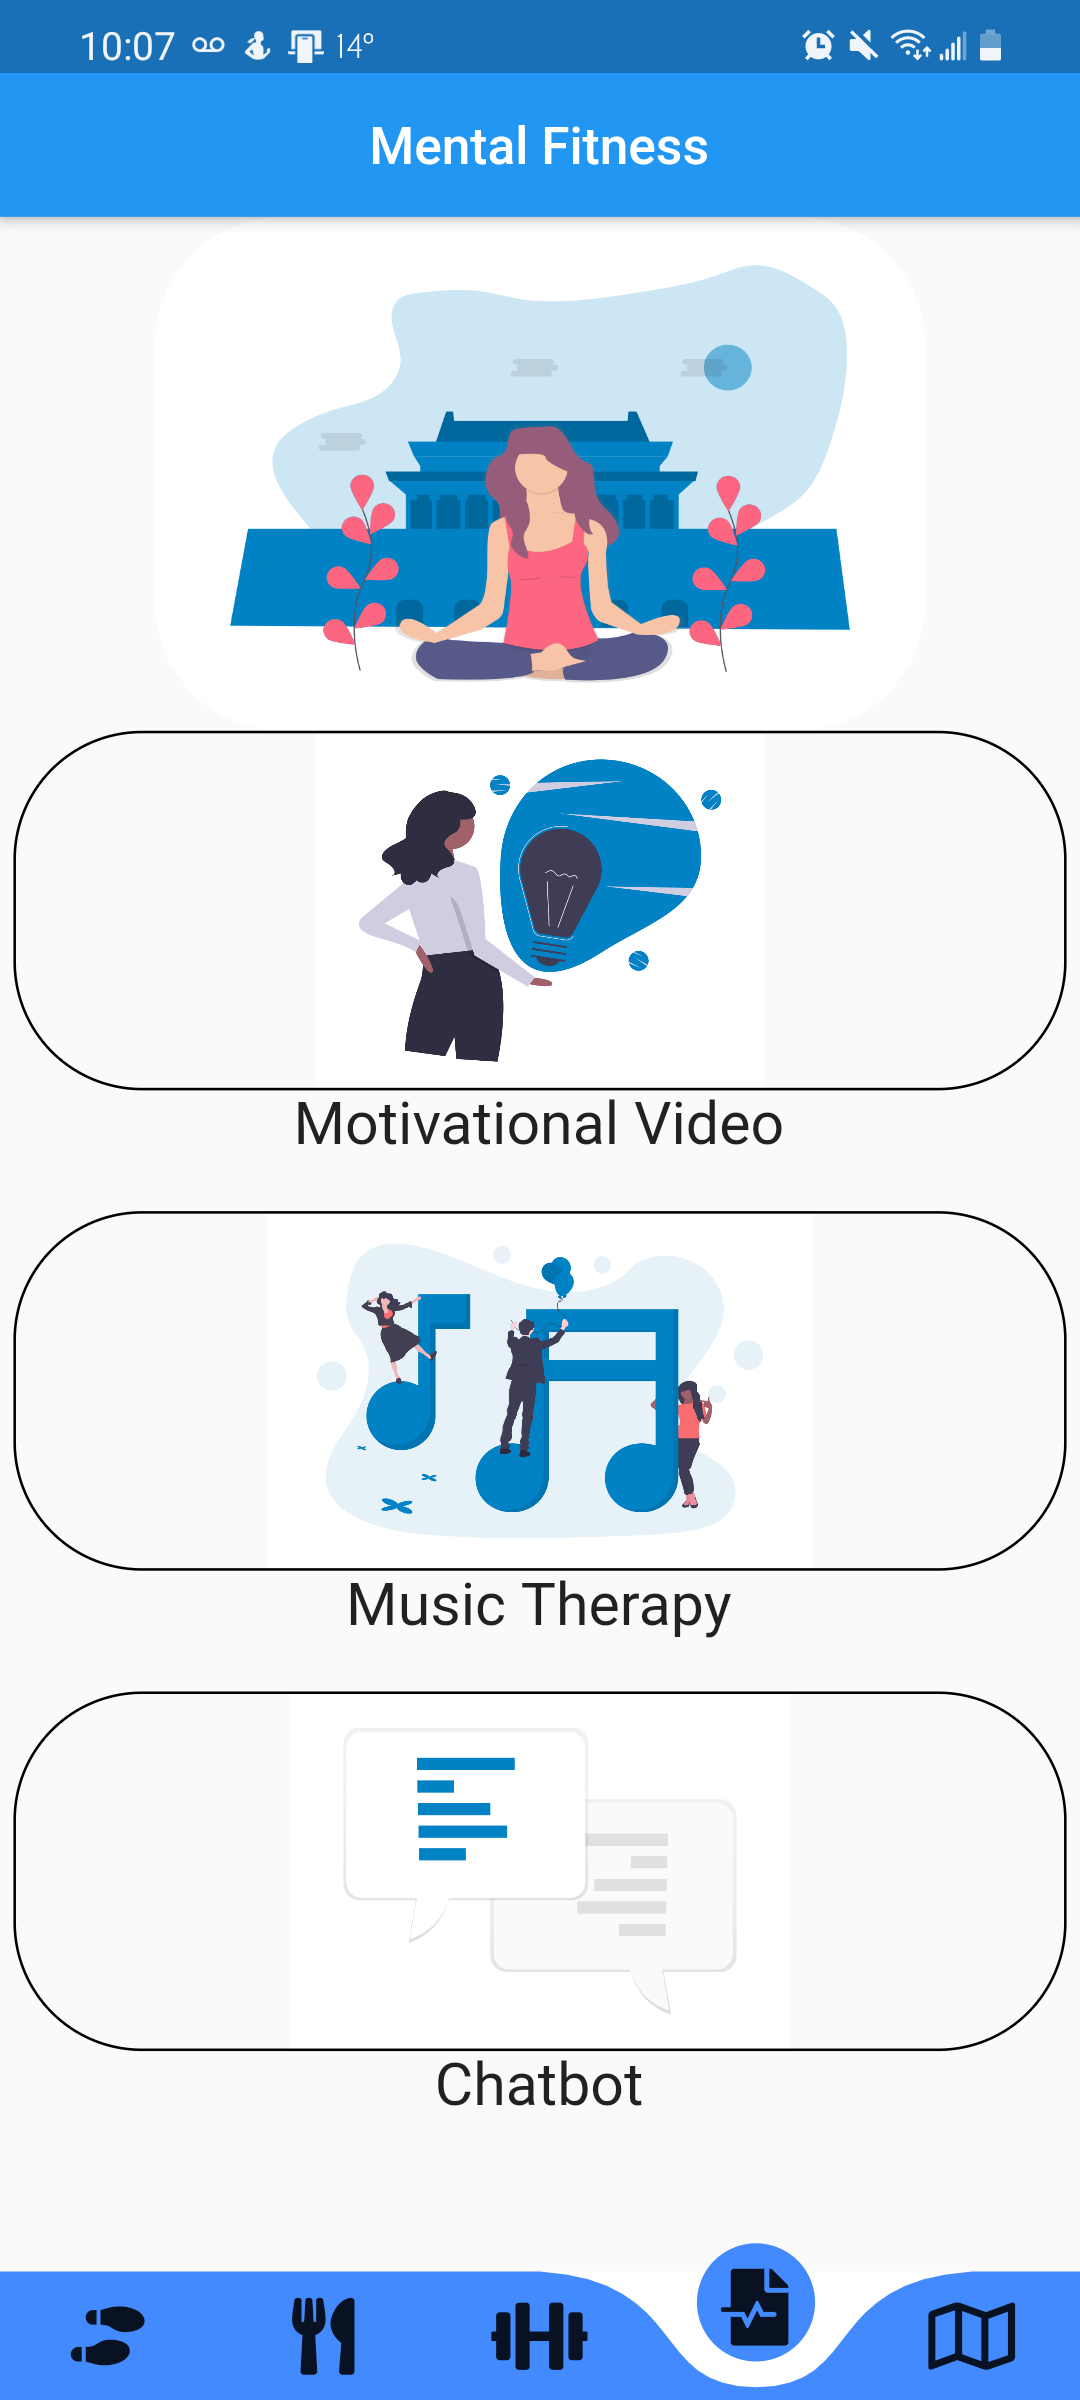 10:07 14°
Mental Fitness
Motivational Video
Music Therapy
Chatbot